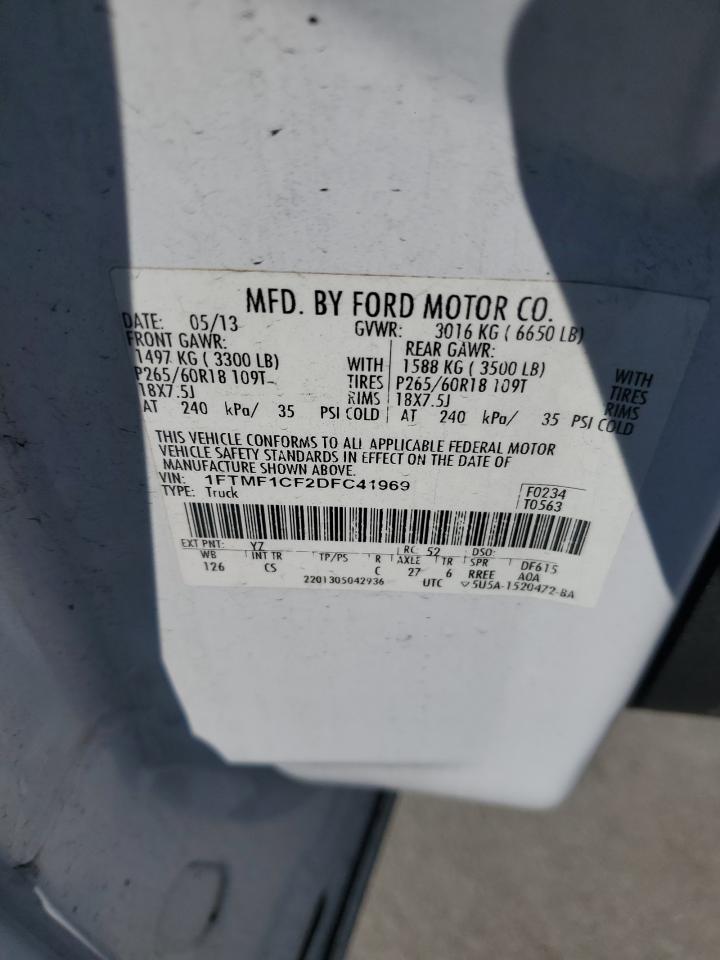 MFD. BY FORD MOTOR CO.
DATE: 05/13 GVWR: 3016 KG ( 6650 LB)
FRONT GAWR: REAR GAWR:
1497 KG ( 3300 LB) WITH 1588 KG ( 3500 LB) WITH
P265/60R18 109T TIRES P265/60R18 109T TIRES
18X7.5J RIMS 18X7.5J RIMS
AT 240 kPa/ 35 PSI COLD AT 240 kPa/ 35 PSI COLD
THIS VEHICLE CONFORMS TO ALL APPLICABLE FEDERAL MOTOR
VEHICLE SAFETY STANDARDS IN EFFECT ON THE DATE OF
MANUFACTURE SHOWN ABOVE.
VIN: 1FTMF1CF2DFC41969 F0234
TYPE: Truck T0563
EXT PNT: YZ RC: 52 DSO:
WB INT TR TP/PS R AXLE TR SPR DF615
126 CS C 27 6 RREE AOA
2201305042936 UTC 5U5A-1520472-BA